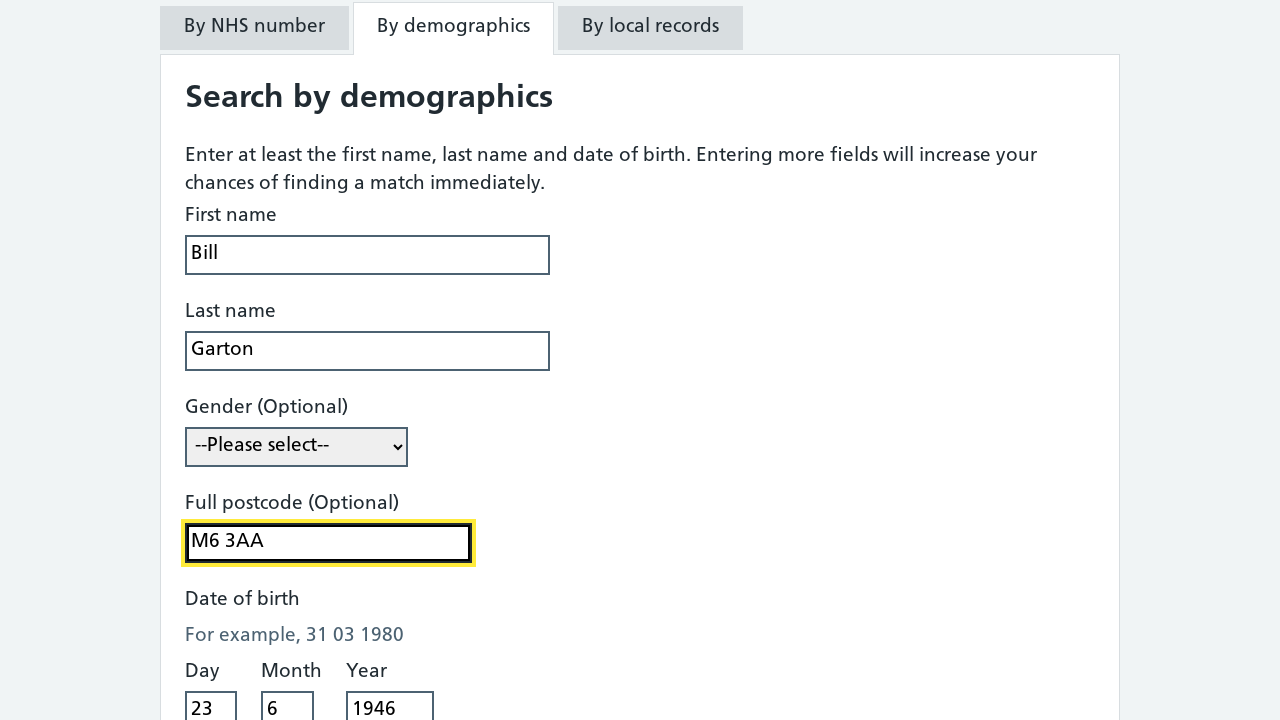 By NHS number
By demographics
By local records
Search by demographics
Enter at least the first name, last name and date of birth. Entering more fields will increase your
chances of finding a match immediately.
First name
Bill
Last name
Garton
Gender (Optional)
--Please select--
Full postcode (Optional)
M6 3AA
Date of birth
For example, 31 03 1980
Day Month Year
23 6 1946